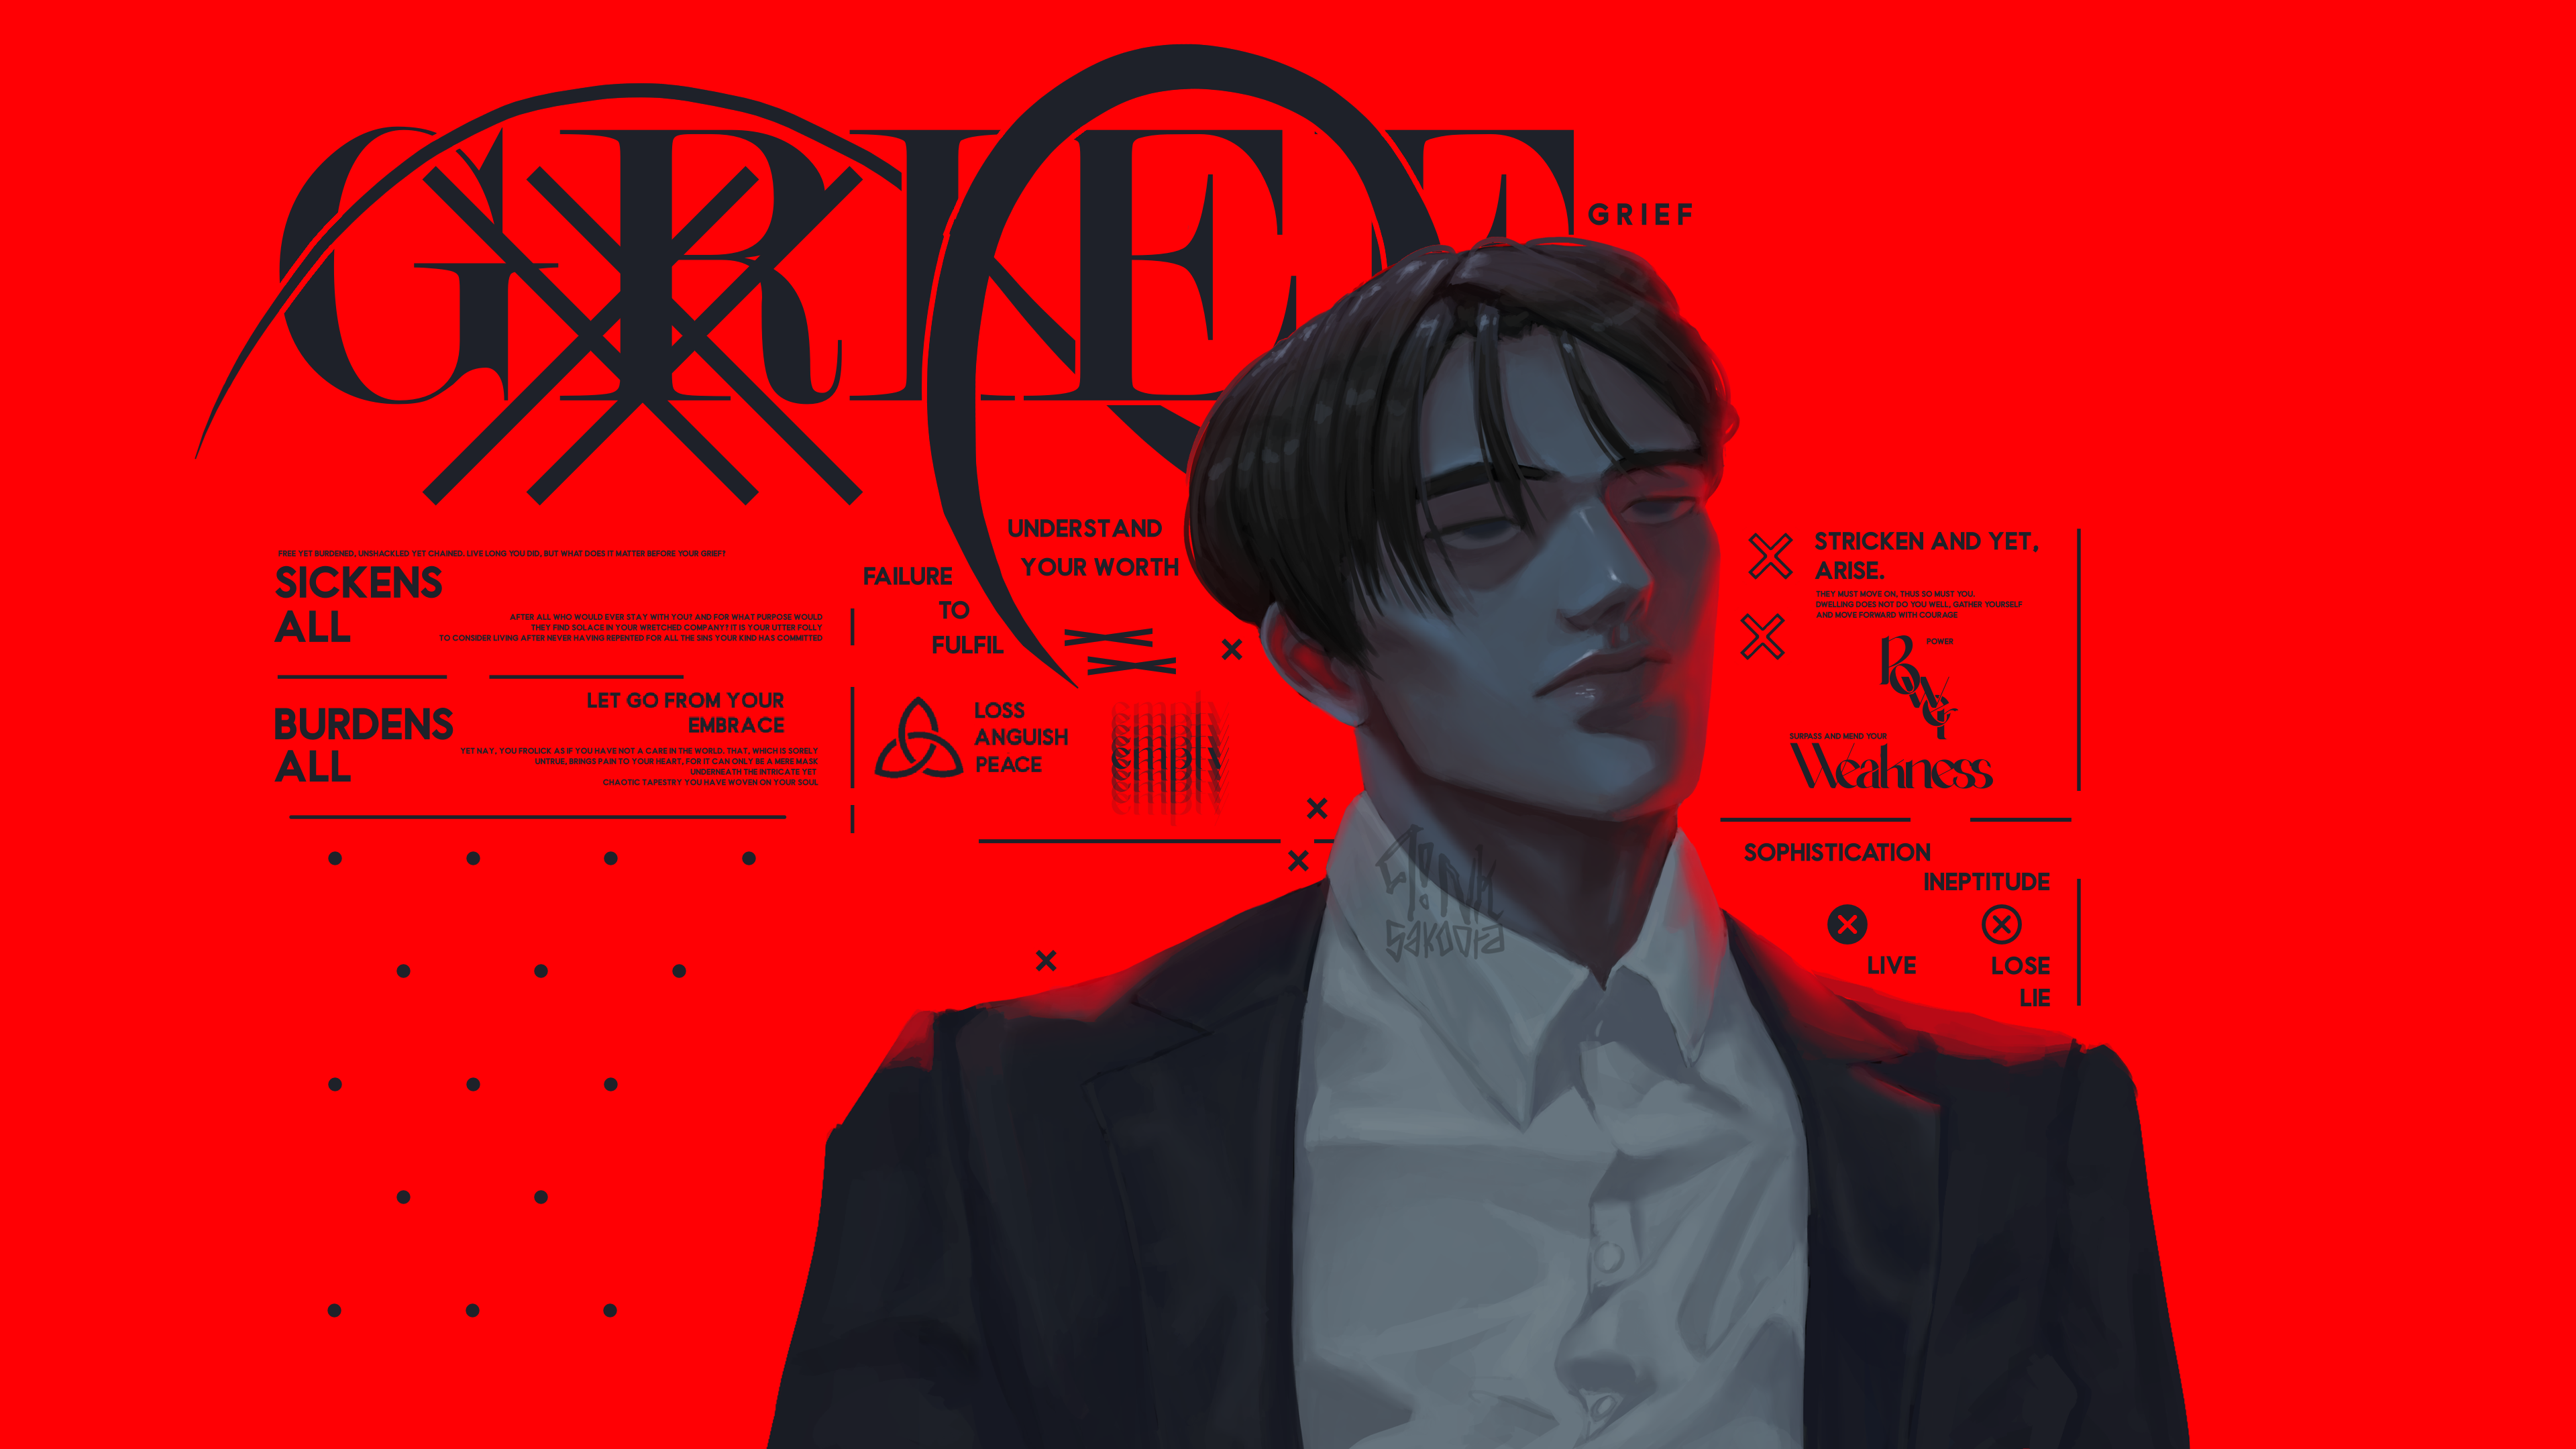 GRIEF
GRIEF
FREE YET BURDENED, UNSHACKLED YET CHAINED. LIVE LONG YOU DID, BUT WHAT DOES IT MATTER BEFORE YOUR GRIEF?
SICKENS
ALL
AFTER ALL WHO WOULD EVER STAY WITH YOU? AND FOR WHAT PURPOSE WOULD
THEY FIND SOLACE IN YOUR WRETCHED COMPANY? IT IS YOUR UTTER FOLLY
TO CONSIDER LIVING AFTER NEVER HAVING REPENTED FOR ALL THE SINS YOUR KIND HAS COMMITTED
BURDENS
ALL
LET GO FROM YOUR
EMBRACE
YET NAY, YOU FROLICK AS IF YOU HAVE NOT A CARE IN THE WORLD. THAT, WHICH IS SORELY
UNTRUE, BRINGS PAIN TO YOUR HEART, FOR IT CAN ONLY BE A MERE MASK
UNDERNEATH THE INTRICATE YET
CHAOTIC TAPESTRY YOU HAVE WOVEN ON YOUR SOUL
UNDERSTAND
YOUR WORTH
FAILURE
TO
FULFIL
LOSS
ANGUISH
PEACE
STRICKEN AND YET,
ARISE.
THEY MUST MOVE ON, THUS SO MUST YOU.
DWELLING DOES NOT DO YOU WELL. GATHER YOURSELF
AND MOVE FORWARD WITH COURAGE
POWER
POWER
SURPASS AND MEND YOUR
Weakness
SOPHISTICATION
INEPTITUDE
LIVE
LOSE
LIE
sakoora